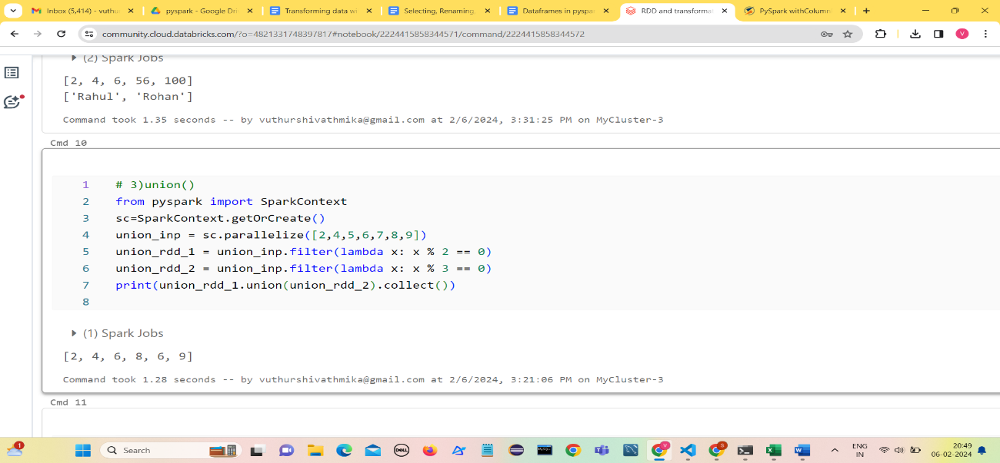 Inbox (5,414) - vuthu
pyspark - Google Dri
Transforming data wi
Selecting, Renaming,
Dataframes in pyspa
RDD and transformat
PySpark withColumn
community.cloud.databricks.com/?o=4821331748397817#notebook/2224415858344571/command/2224415858344572
V
(2) Spark Jobs
[2, 4, 6, 56, 100]
['Rahul', 'Rohan']
Command took 1.35 seconds -- by vuthurshivathmika@gmail.com at 2/6/2024, 3:31:25 PM on MyCluster-3
Cmd 10
1 # 3)union()
2 from pyspark import SparkContext
3 sc=SparkContext.getOrCreate()
4 union_inp = sc.parallelize([2,4,5,6,7,8,9])
5 union_rdd_1 = union_inp.filter(lambda x: x % 2 == 0)
6 union_rdd_2 = union_inp.filter(lambda x: x % 3 == 0)
7 print(union_rdd_1.union(union_rdd_2).collect())
8
(1) Spark Jobs
[2, 4, 6, 8, 6, 9]
Command took 1.28 seconds -- by vuthurshivathmika@gmail.com at 2/6/2024, 3:21:06 PM on MyCluster-3
Cmd 11
1
Search
DELL
V
S
ENG
IN
20:49
06-02-2024